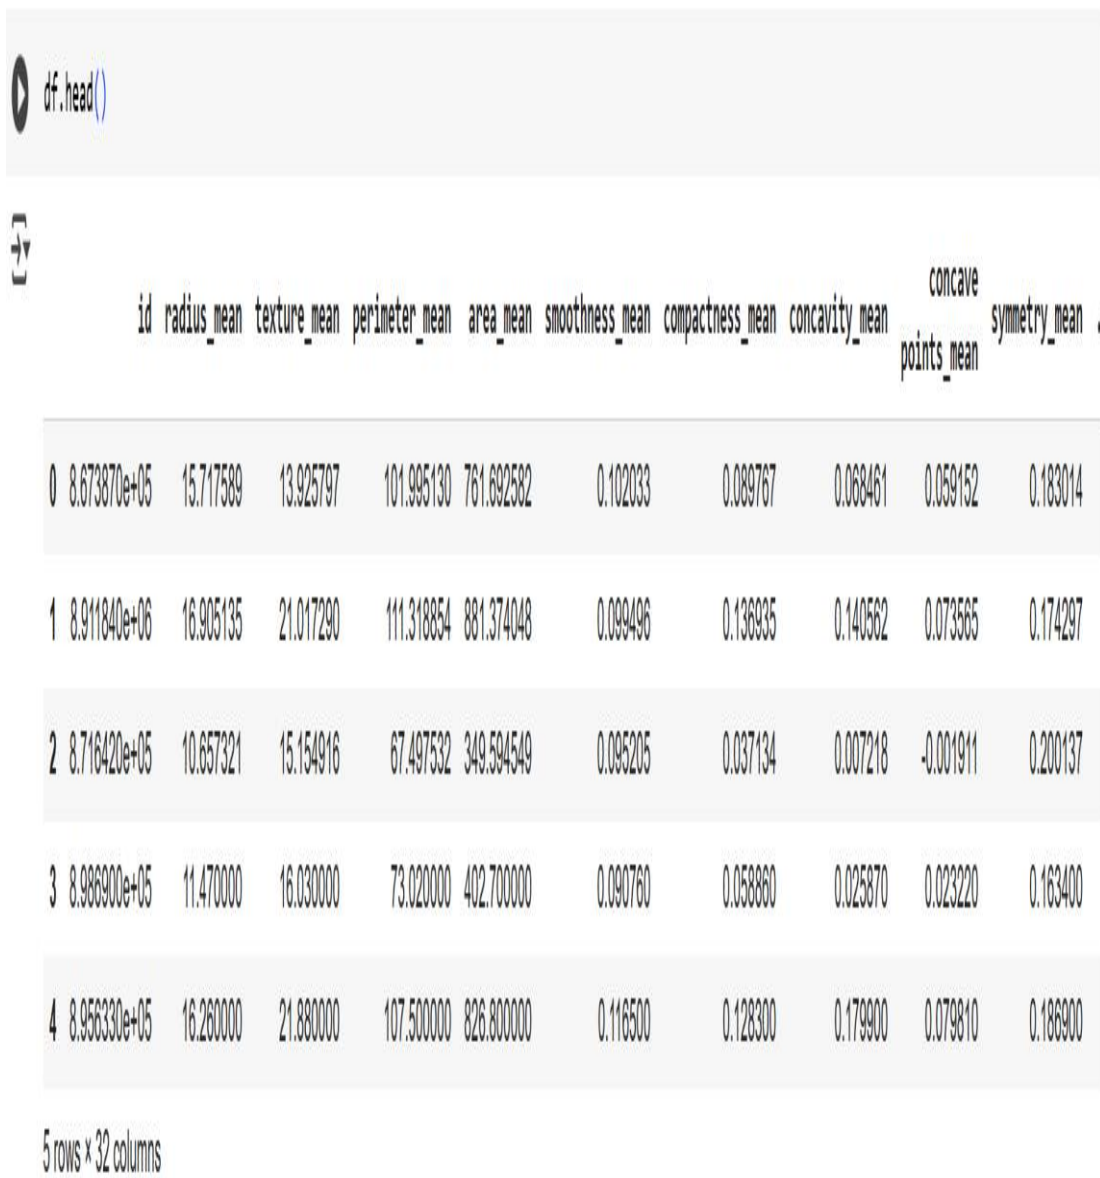 df.head()
id radius_mean texture_mean perimeter_mean area_mean smoothness_mean compactness_mean concavity_mean concave points_mean symmetry_mean .
0 8.673870e+05 15.717589 13.925797 101.995130 761.692582 0.102033 0.089767 0.068461 0.059152 0.183014
1 8.911840e+06 16.905135 21.017290 111.318854 881.374048 0.099496 0.136935 0.140562 0.073565 0.174297
2 8.716420e+05 10.657321 15.154916 67.497532 349.594549 0.095205 0.037134 0.007218 -0.001911 0.200137
3 8.986900e+05 11.470000 16.030000 73.020000 402.700000 0.090760 0.058860 0.025870 0.023220 0.163400
4 8.956330e+05 16.260000 21.880000 107.500000 826.800000 0.116500 0.128300 0.179900 0.079810 0.186900
5 rows × 32 columns